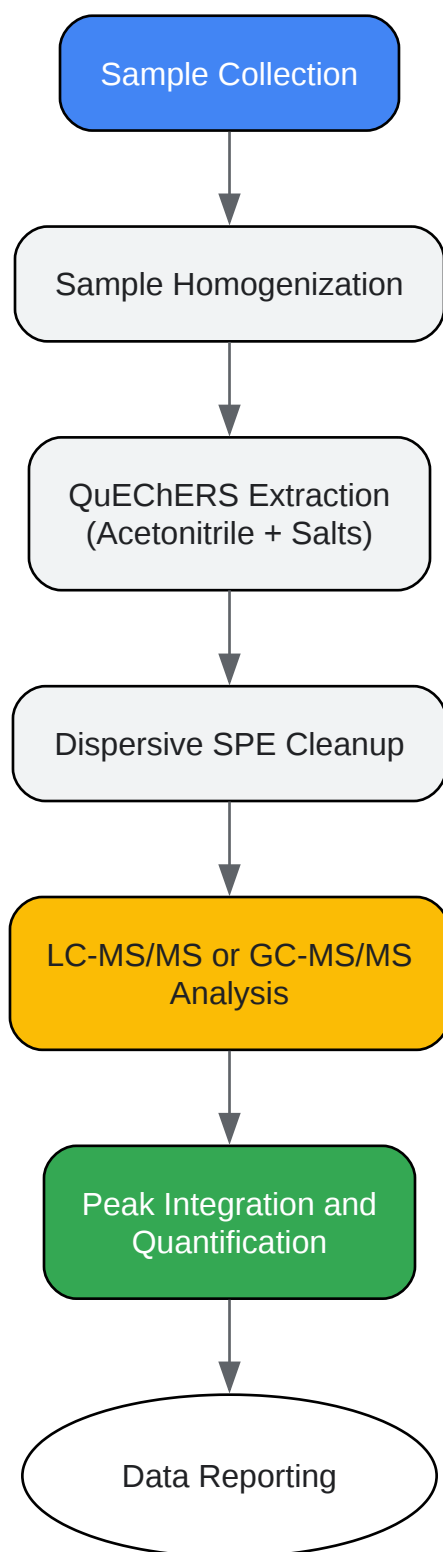 Sample Collection
Sample Homogenization
QuEChERS Extraction
(Acetonitrile + Salts)
Dispersive SPE Cleanup
LC-MS/MS or GC-MS/MS
Analysis
Peak Integration and
Quantification
Data Reporting